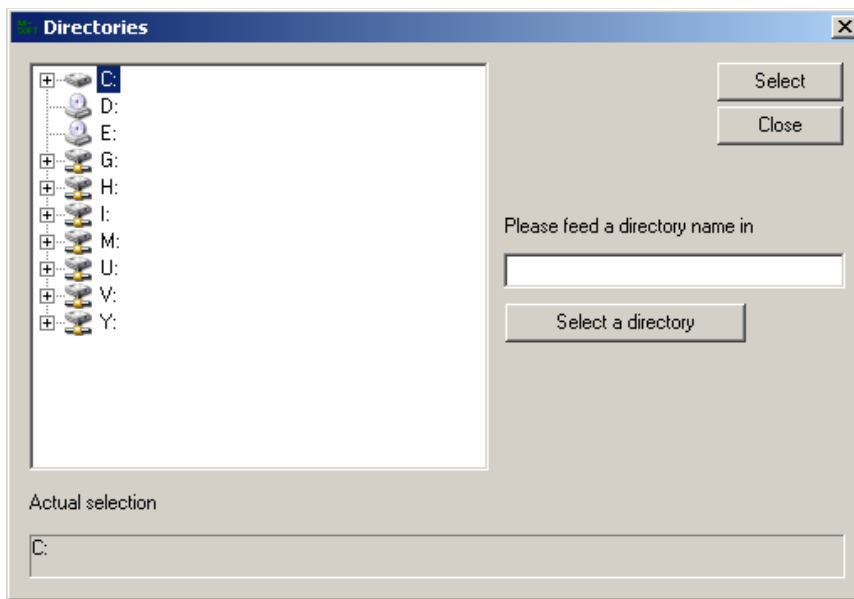 Directories
C:
D:
E:
G:
H:
I:
M:
U:
V:
Y:
Select
Close
Please feed a directory name in
Select a directory
Actual selection
C: